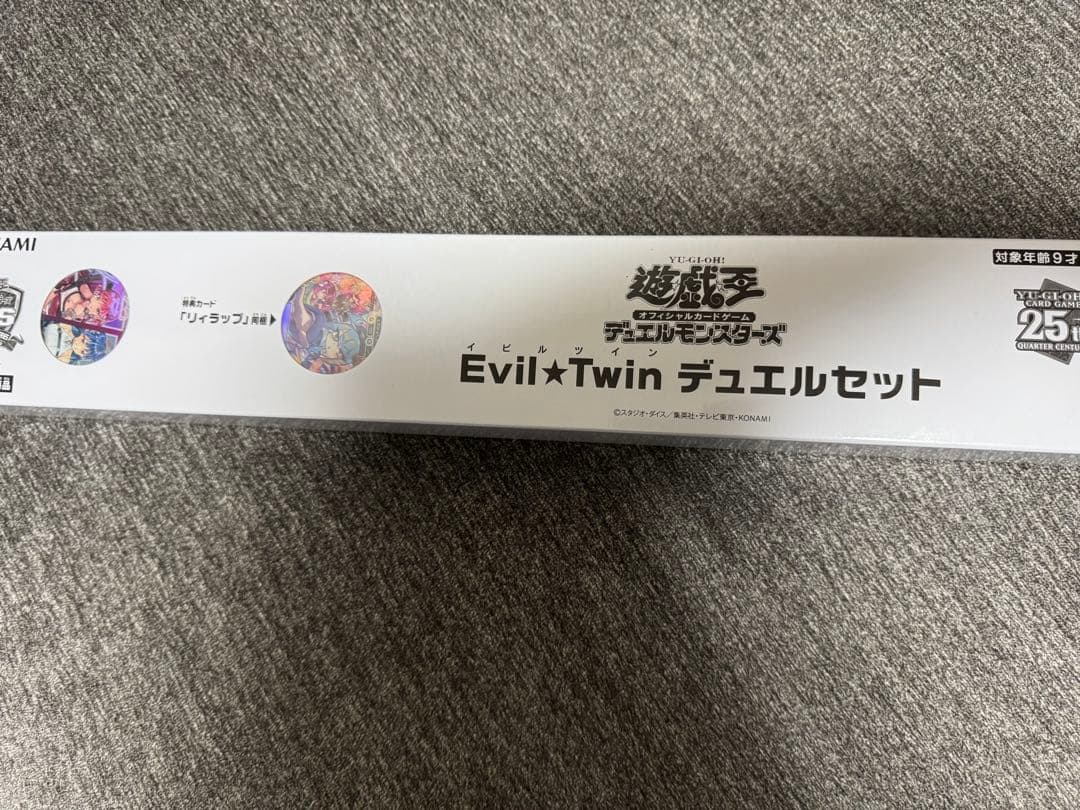 AMI
特典カード
「リィラップ」同梱▶
YU-GI-OH!
遊戯王
オフィシャルカードゲーム
デュエルモンスターズ
イビルツイン
Evil★Twin デュエルセット
©スタジオ・ダイス／集英社・テレビ東京・KONAMI
対象年齢9才
YU-GI-OH
CARD GAME
25th
QUARTER CENTU